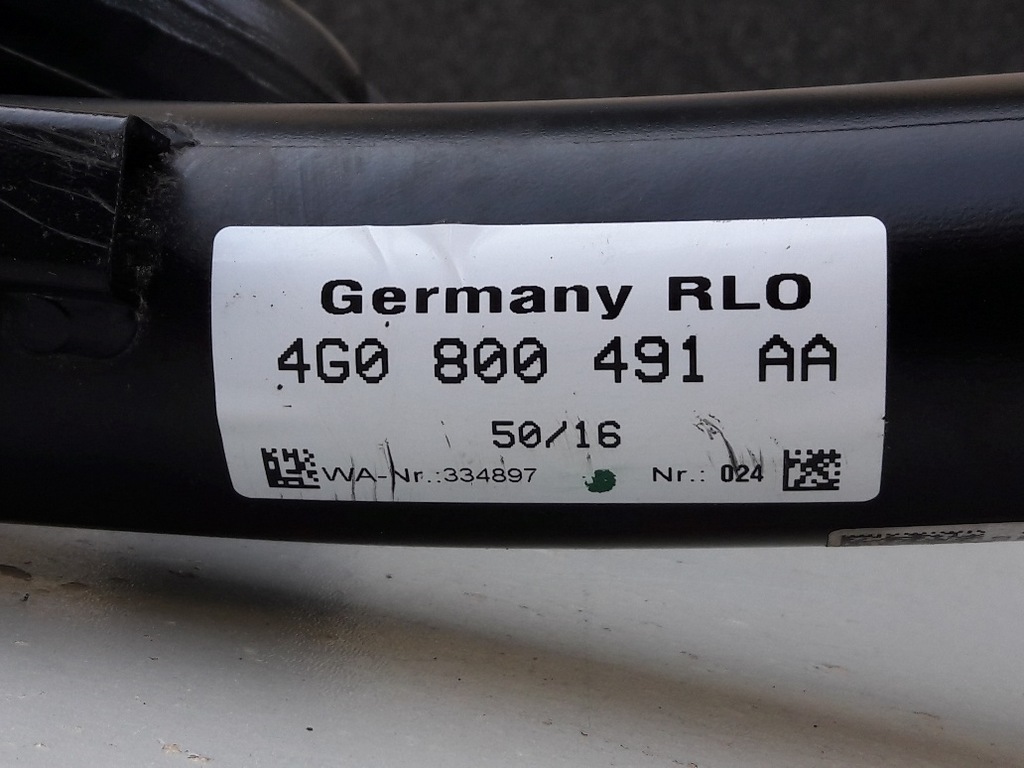 Germany RLO
4G0 800 491 AA
50/16
WA-Nr.:334897 Nr.: 024